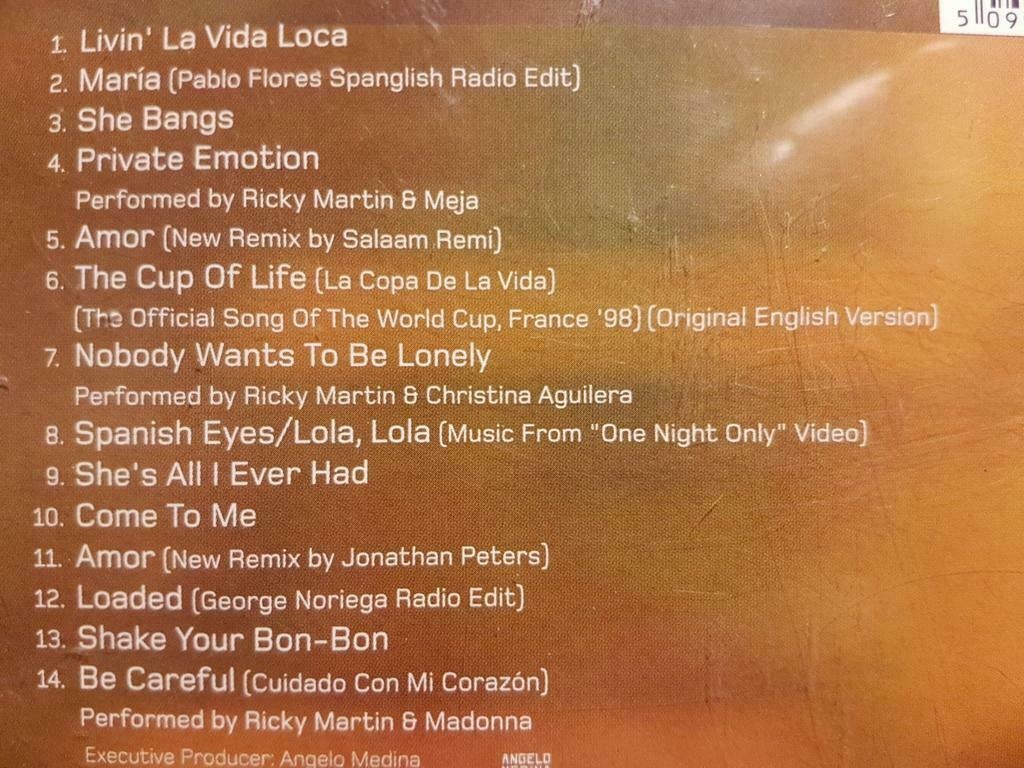 5 09
1. Livin' La Vida Loca
2. María (Pablo Flores Spanglish Radio Edit)
3. She Bangs
4. Private Emotion
Performed by Ricky Martin & Meja
5. Amor (New Remix by Salaam Remi)
6. The Cup Of Life (La Copa De La Vida)
(The Official Song Of The World Cup, France '98) (Original English Version)
7. Nobody Wants To Be Lonely
Performed by Ricky Martin & Christina Aguilera
8. Spanish Eyes/Lola, Lola (Music From "One Night Only" Video)
9. She's All I Ever Had
10. Come To Me
11. Amor (New Remix by Jonathan Peters)
12. Loaded (George Noriega Radio Edit)
13. Shake Your Bon-Bon
14. Be Careful (Cuidado Con Mi Corazón)
Performed by Ricky Martin & Madonna
Executive Producer: Angelo Medina ANGELO